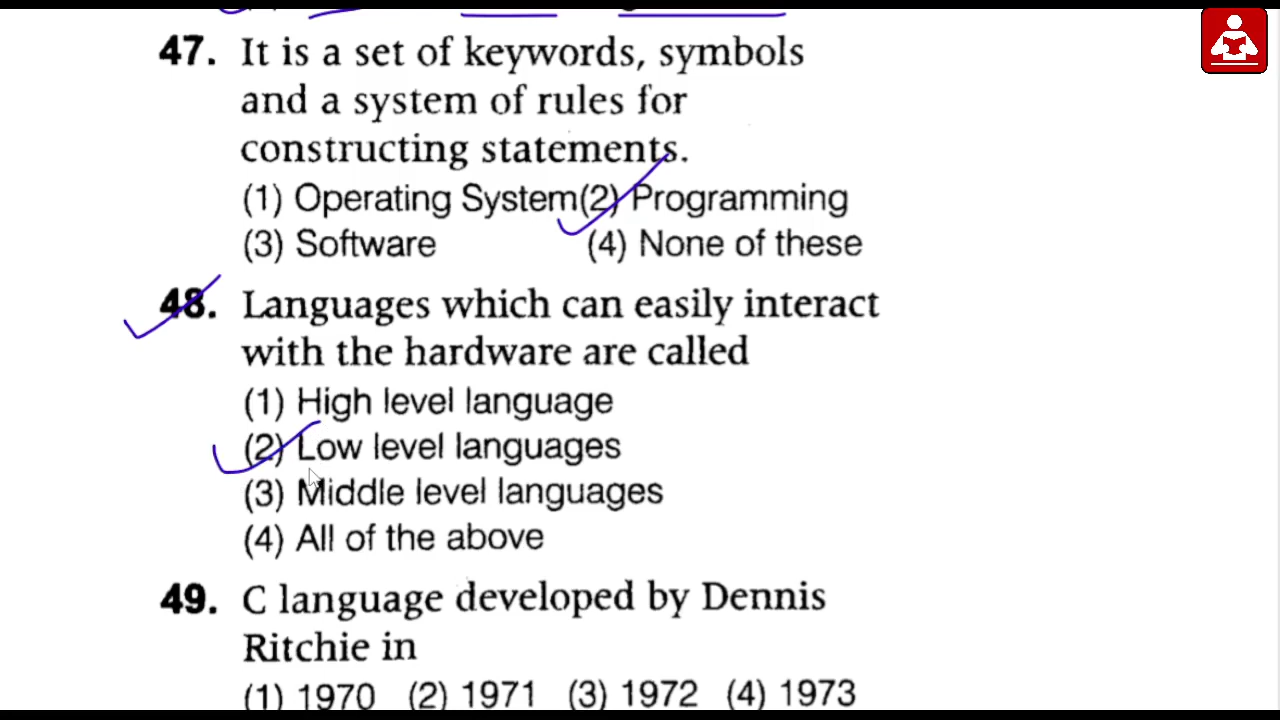 47. It is a set of keywords, symbols
and a system of rules for
constructing statements.
(1) Operating System(2) Programming
(3) Software (4) None of these
48. Languages which can easily interact
with the hardware are called
(1) High level language
(2) Low level languages
(3) Middle level languages
(4) All of the above
49. C language developed by Dennis
Ritchie in
(1) 1970 (2) 1971 (3) 1972 (4) 1973